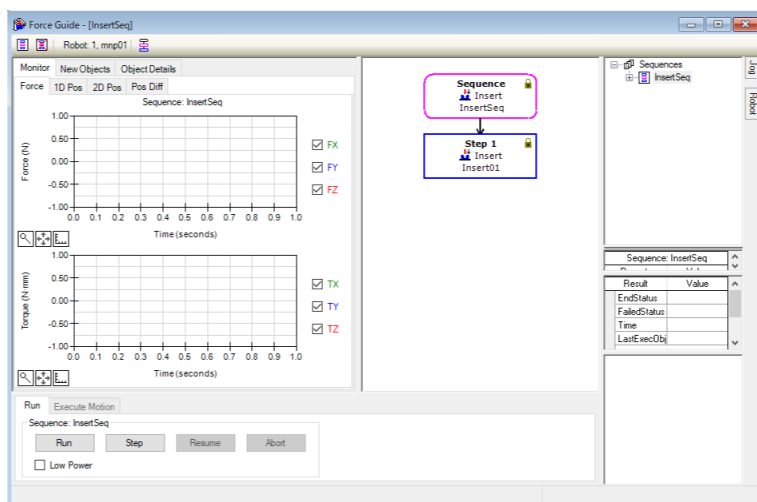 Force Guide - [InsertSeq]
Robot: 1, mnp01
Monitor New Objects Object Details
Force 1D Pos 2D Pos Pos Diff
Sequence: InsertSeq
1.00
0.50
0.00
-0.50
-1.00
Force (N)
0.0 0.1 0.2 0.3 0.4 0.5 0.6 0.7 0.8 0.9 1.0
Time (seconds)
FX
FY
FZ
1.00
0.50
0.00
-0.50
-1.00
Torque (N·mm)
0.0 0.1 0.2 0.3 0.4 0.5 0.6 0.7 0.8 0.9 1.0
Time (seconds)
TX
TY
TZ
Sequence
Insert
InsertSeq
Step 1
Insert
Insert01
Sequences
InsertSeq
Jog
Robot
Sequence: InsertSeq
Result Value
EndStatus
FailedStatus
Time
LastExecObj
Run Execute Motion
Sequence: InsertSeq
Run Step Resume Abort
Low Power